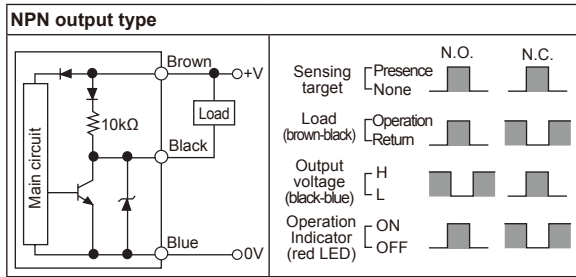 NPN output type
Brown
+V
Load
10kΩ
Black
Main circuit
Blue
0V
N.O.
N.C.
Sensing target
Presence
None
Load
(brown-black)
Operation
Return
Output voltage
(black-blue)
H
L
Operation Indicator
(red LED)
ON
OFF